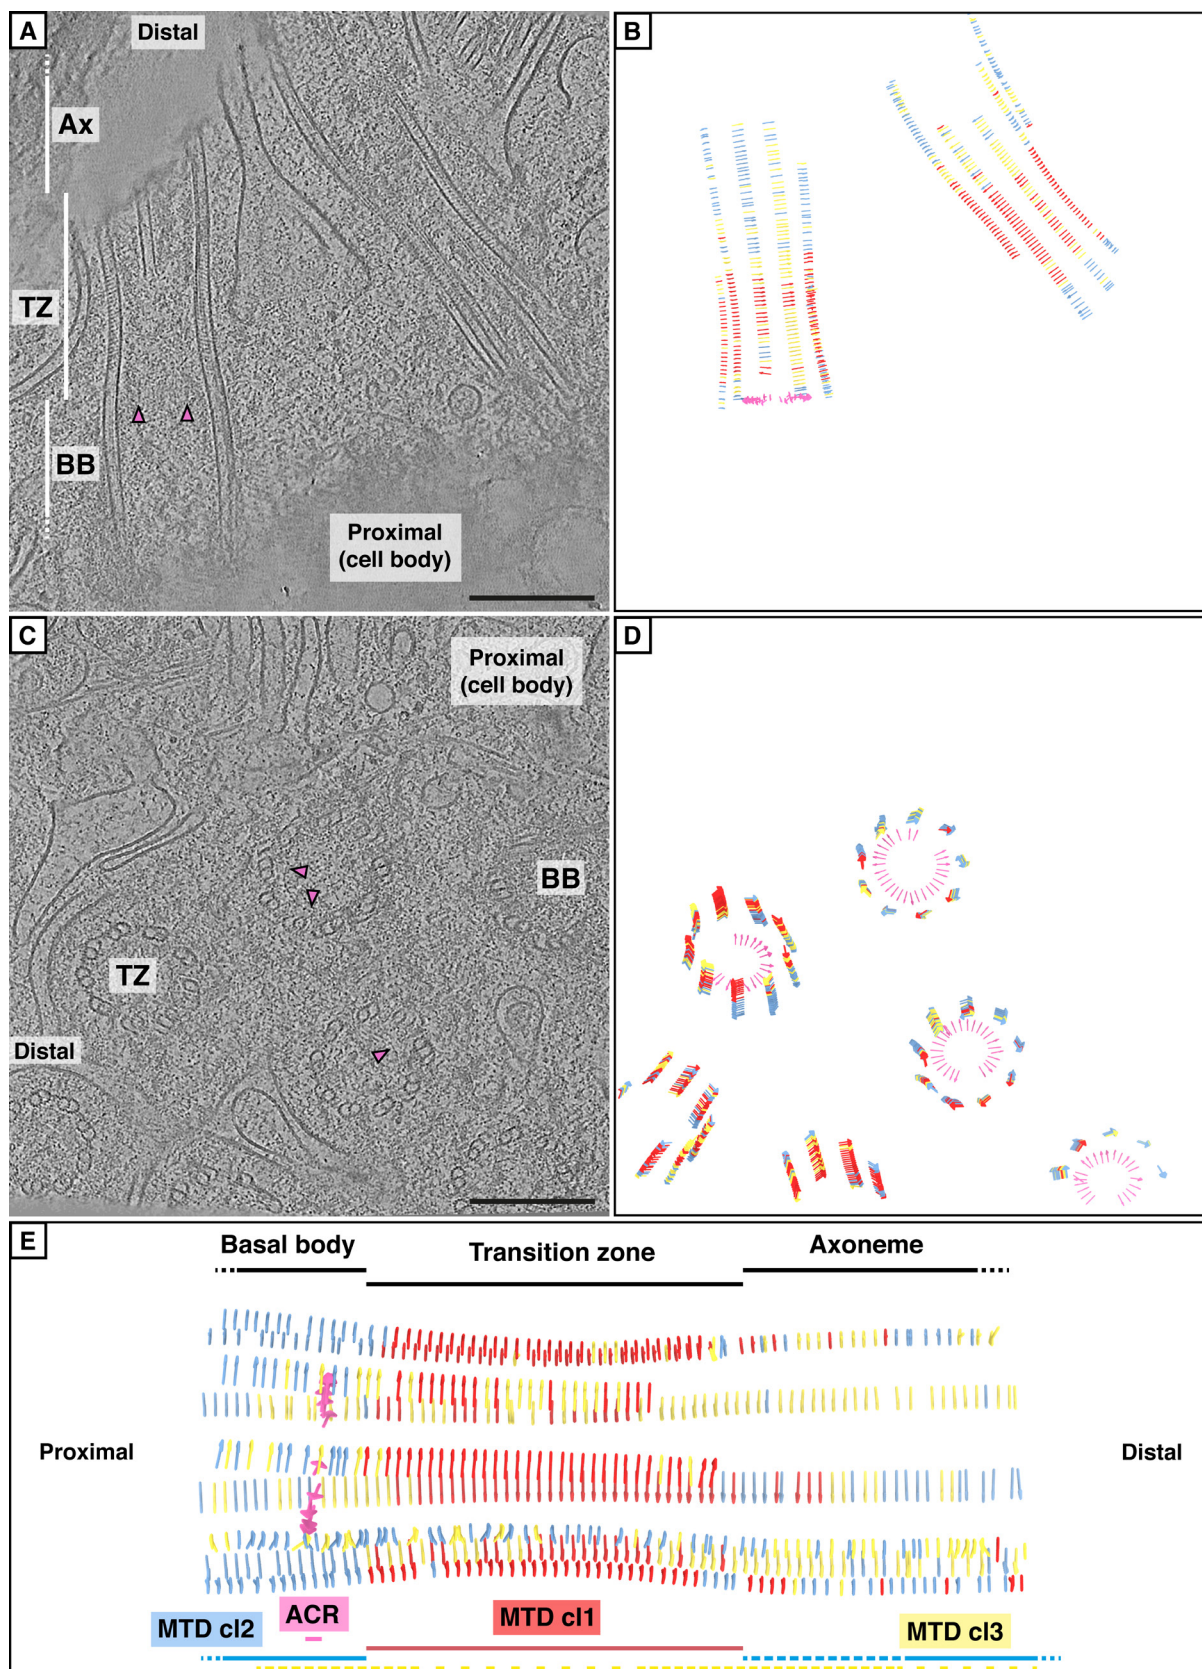 A
Distal
Ax
TZ
BB
Proximal
(cell body)
B
C
Proximal
(cell body)
BB
TZ
Distal
D
E
Basal body
Transition zone
Axoneme
Proximal
Distal
MTD cl2
ACR
MTD cl1
MTD cl3